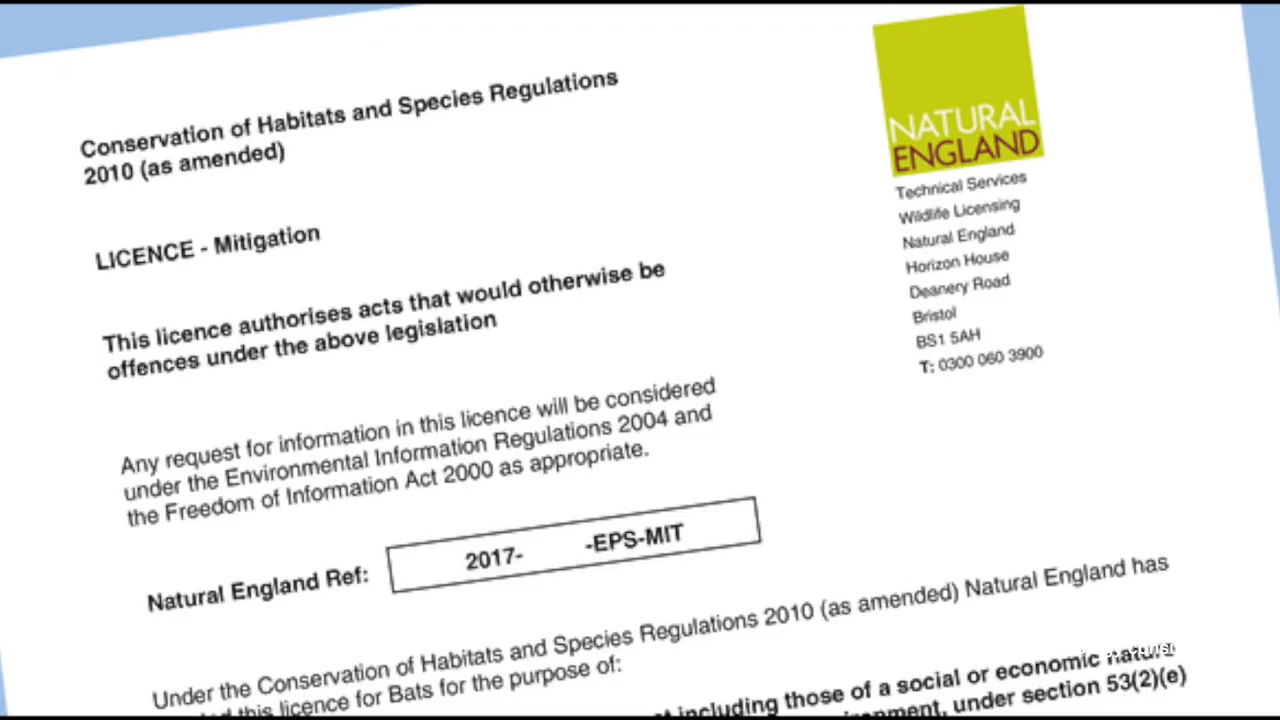 Conservation of Habitats and Species Regulations
2010 (as amended)
LICENCE - Mitigation
This licence authorises acts that would otherwise be
offences under the above legislation
Any request for information in this licence will be considered
under the Environmental Information Regulations 2004 and
the Freedom of Information Act 2000 as appropriate.
Natural England Ref:
2017- -EPS-MIT
Under the Conservation of Habitats and Species Regulations 2010 (as amended) Natural England has
this licence for Bats for the purpose of:
including those of a social or economic nature
under section 53(2)(e)
NATURAL
ENGLAND
Technical Services
Wildlife Licensing
Natural England
Horizon House
Deanery Road
Bristol
BS1 5AH
T: 0300 060 3900